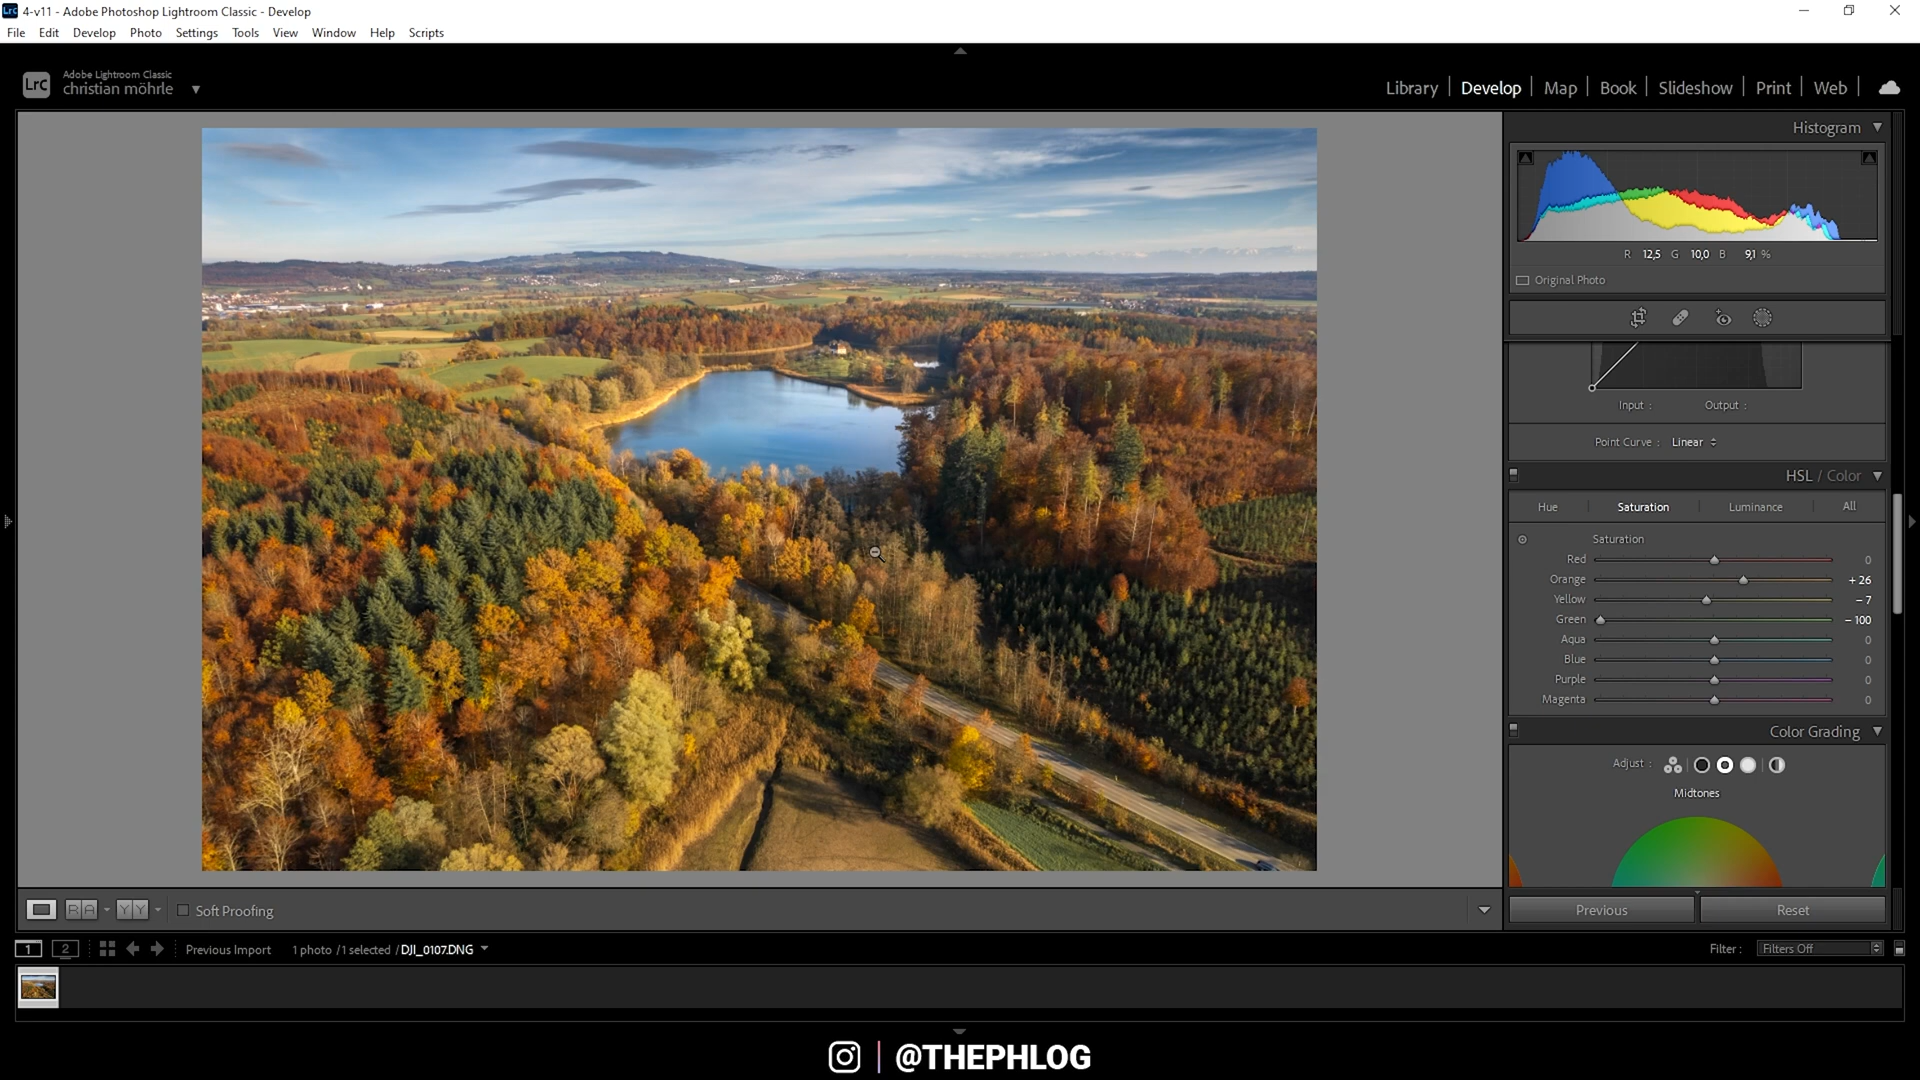 4-v11 - Adobe Photoshop Lightroom Classic - Develop
File Edit Develop Photo Settings Tools View Window Help Scripts
LrC
Adobe Lightroom Classic
christian möhrle
Library | Develop | Map | Book | Slideshow | Print | Web |
Histogram
R 12,5 G 10,0 B 9,1 %
Original Photo
Input : Output :
Point Curve : Linear
HSL / Color
Hue Saturation Luminance All
Saturation
Red 0
Orange + 26
Yellow - 7
Green - 100
Aqua 0
Blue 0
Purple 0
Magenta 0
Color Grading
Adjust :
Midtones
Previous Reset
R A Y Y Soft Proofing
1 2 Previous Import 1 photo / 1 selected / DJI_0107.DNG
Filter : Filters Off
@THEPHLOG